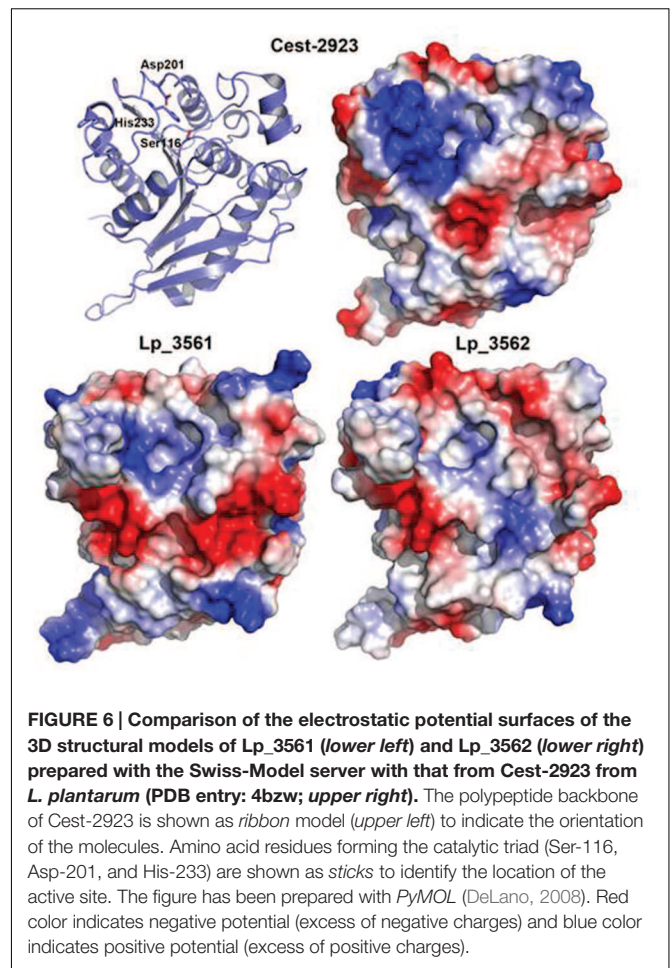 Cest-2923
Asp201
His233
Ser116
Lp_3561
Lp_3562
FIGURE 6 | Comparison of the electrostatic potential surfaces of the
3D structural models of Lp_3561 (lower left) and Lp_3562 (lower right)
prepared with the Swiss-Model server with that from Cest-2923 from
L. plantarum (PDB entry: 4bzw; upper right). The polypeptide backbone
of Cest-2923 is shown as ribbon model (upper left) to indicate the orientation
of the molecules. Amino acid residues forming the catalytic triad (Ser-116,
Asp-201, and His-233) are shown as sticks to identify the location of the
active site. The figure has been prepared with PyMOL (DeLano, 2008). Red
color indicates negative potential (excess of negative charges) and blue color
indicates positive potential (excess of positive charges).